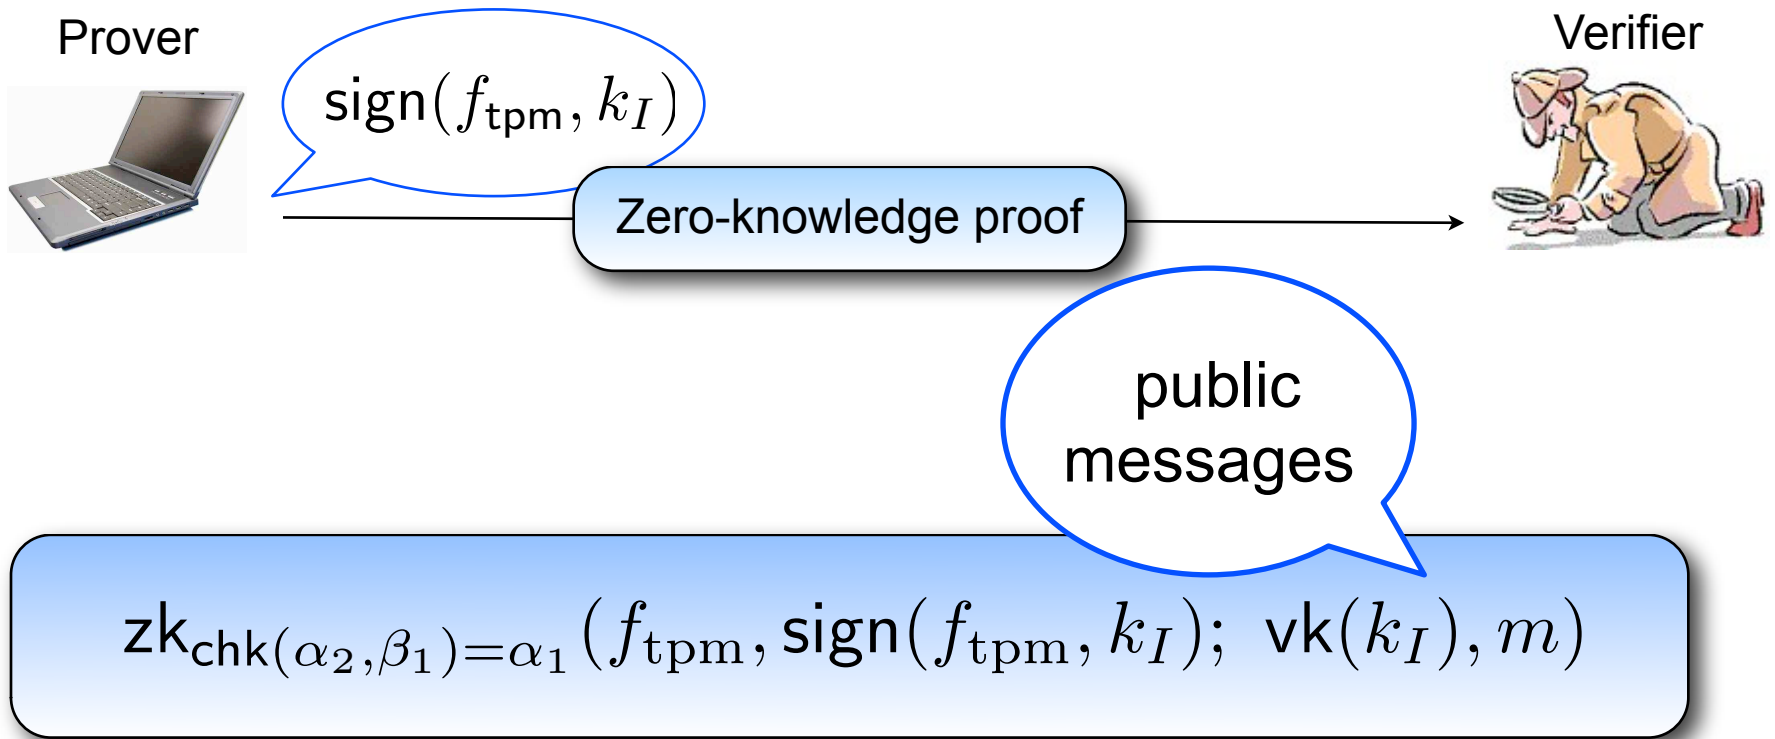 Prover
Verifier
sign(f_tpm, k_I)
Zero-knowledge proof
public
messages
zk_chk(α_2,β_1)=α_1 (f_tpm, sign(f_tpm, k_I); vk(k_I), m)